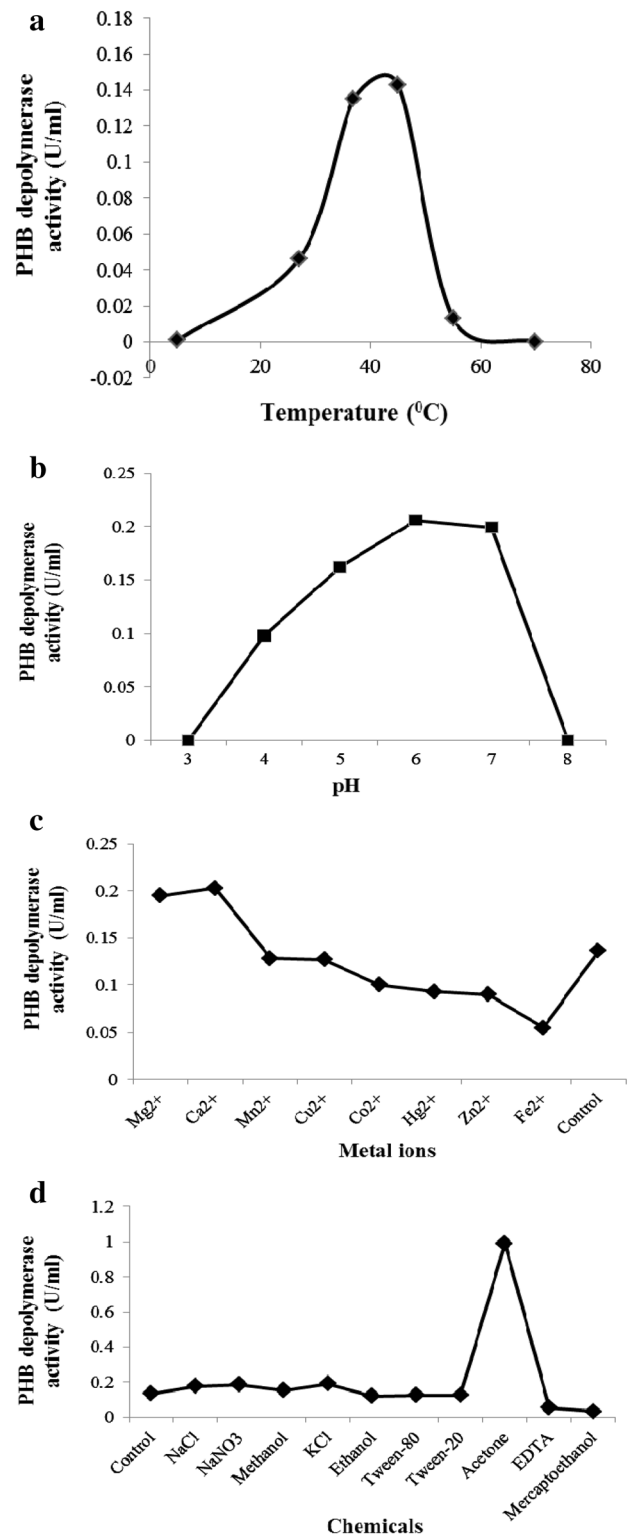 a
PHB depolymerase
activity (U/ml)
0.18
0.16
0.14
0.12
0.1
0.08
0.06
0.04
0.02
0
-0.02
0 20 40 60 80
Temperature (⁰C)
b
PHB depolymerase
activity (U/ml)
0.25
0.2
0.15
0.1
0.05
0
3 4 5 6 7 8
pH
c
PHB depolymerase
activity (U/ml)
0.25
0.2
0.15
0.1
0.05
0
Mg2+ Ca2+ Mn2+ Cu2+ Co2+ Hg2+ Zn2+ Fe2+ Control
Metal ions
d
PHB depolymerase
activity (U/ml)
1.2
1
0.8
0.6
0.4
0.2
0
Control NaCl NaNO3 Methanol KCl Ethanol Tween-80 Tween-20 Acetone EDTA Mercaptoethanol
Chemicals